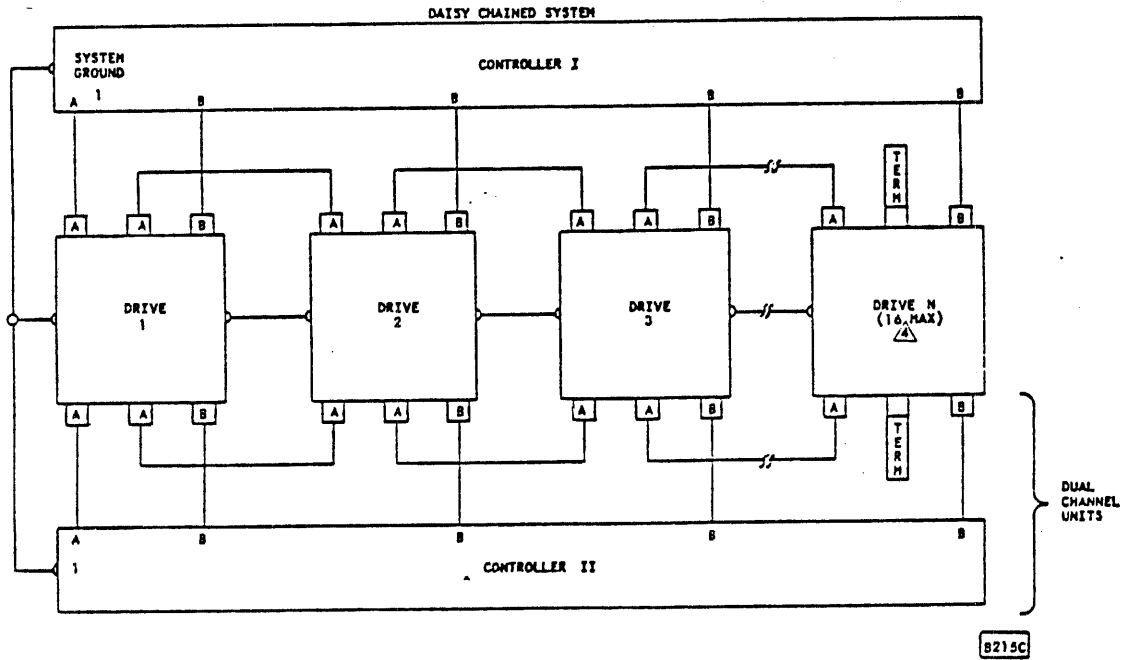 DAISY CHAINED SYSTEM
SYSTEM
GROUND
CONTROLLER I
A 1 B B B B
TERM
A A B A A B A A B A B
DRIVE
1
DRIVE
2
DRIVE
3
DRIVE N
(16 MAX)
4
A A B A A B A A B A B
TERM
DUAL
CHANNEL
UNITS
A B B B B
1
CONTROLLER II
B215C